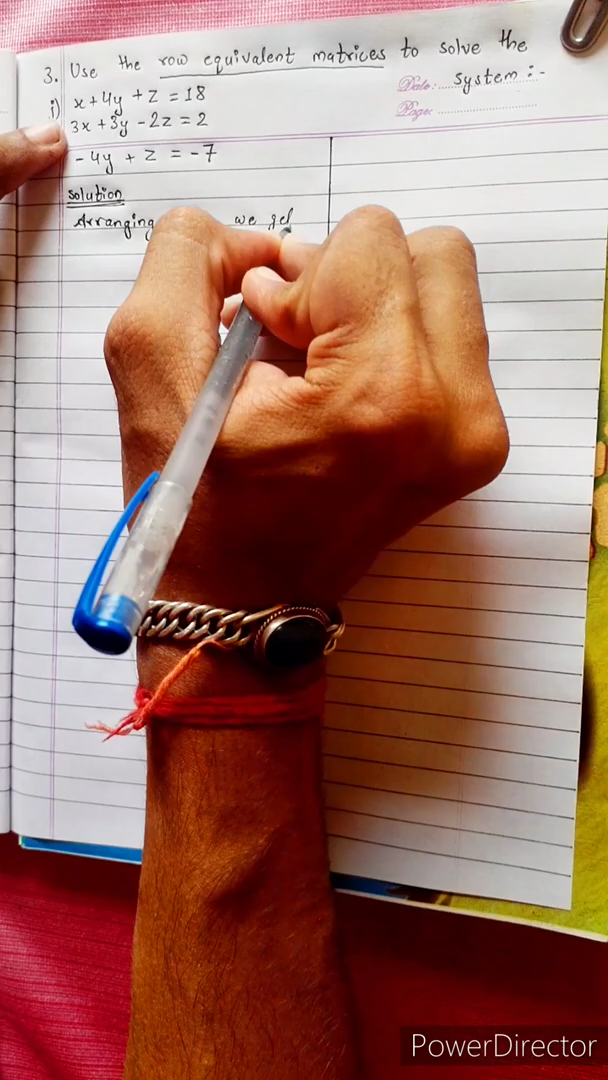 3. Use the row equivalent matrices to solve the
Date: system :-
i) x + 4y + z = 18
Page:
3x + 3y - 2z = 2
- 4y + z = -7
solution
Arranging we get
PowerDirector